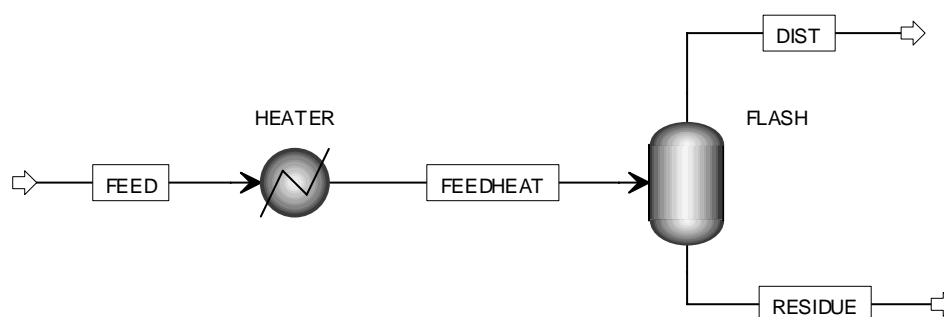 DIST
HEATER
FLASH
FEED
FEEDHEAT
RESIDUE